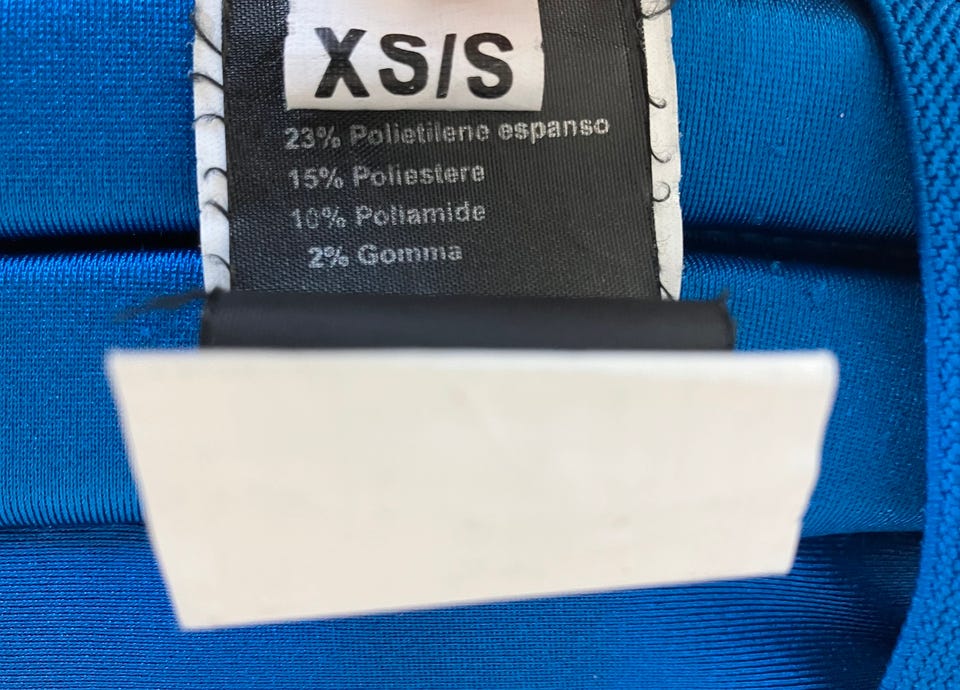 XS/S
23% Polietilene espanso
15% Poliestere
10% Poliamide
2% Gomma